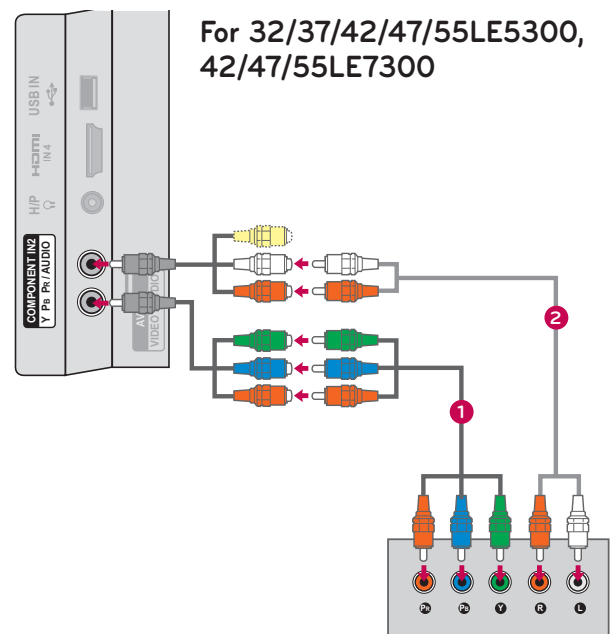 For 32/37/42/47/55LE5300,
42/47/55LE7300
USB IN
HDMI
IN 4
H/P
COMPONENT IN2
Y PB PR / AUDIO
VIDEO
2
1
PR PB Y R L